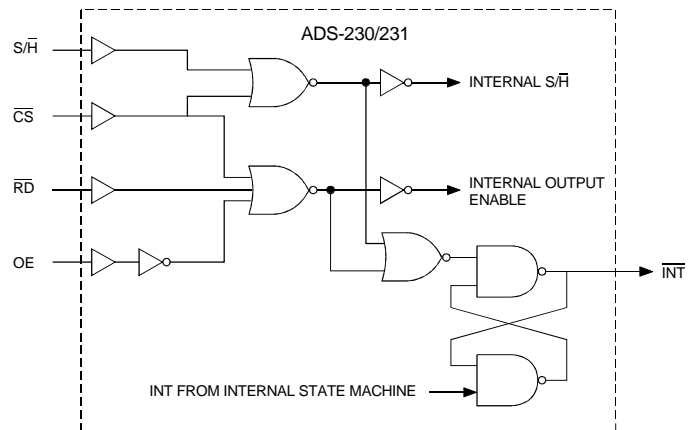 ADS-230/231
S/H̅
INTERNAL S/H̅
C̅S̅
R̅D̅
INTERNAL OUTPUT
ENABLE
OE
I̅N̅T̅
INT FROM INTERNAL STATE MACHINE